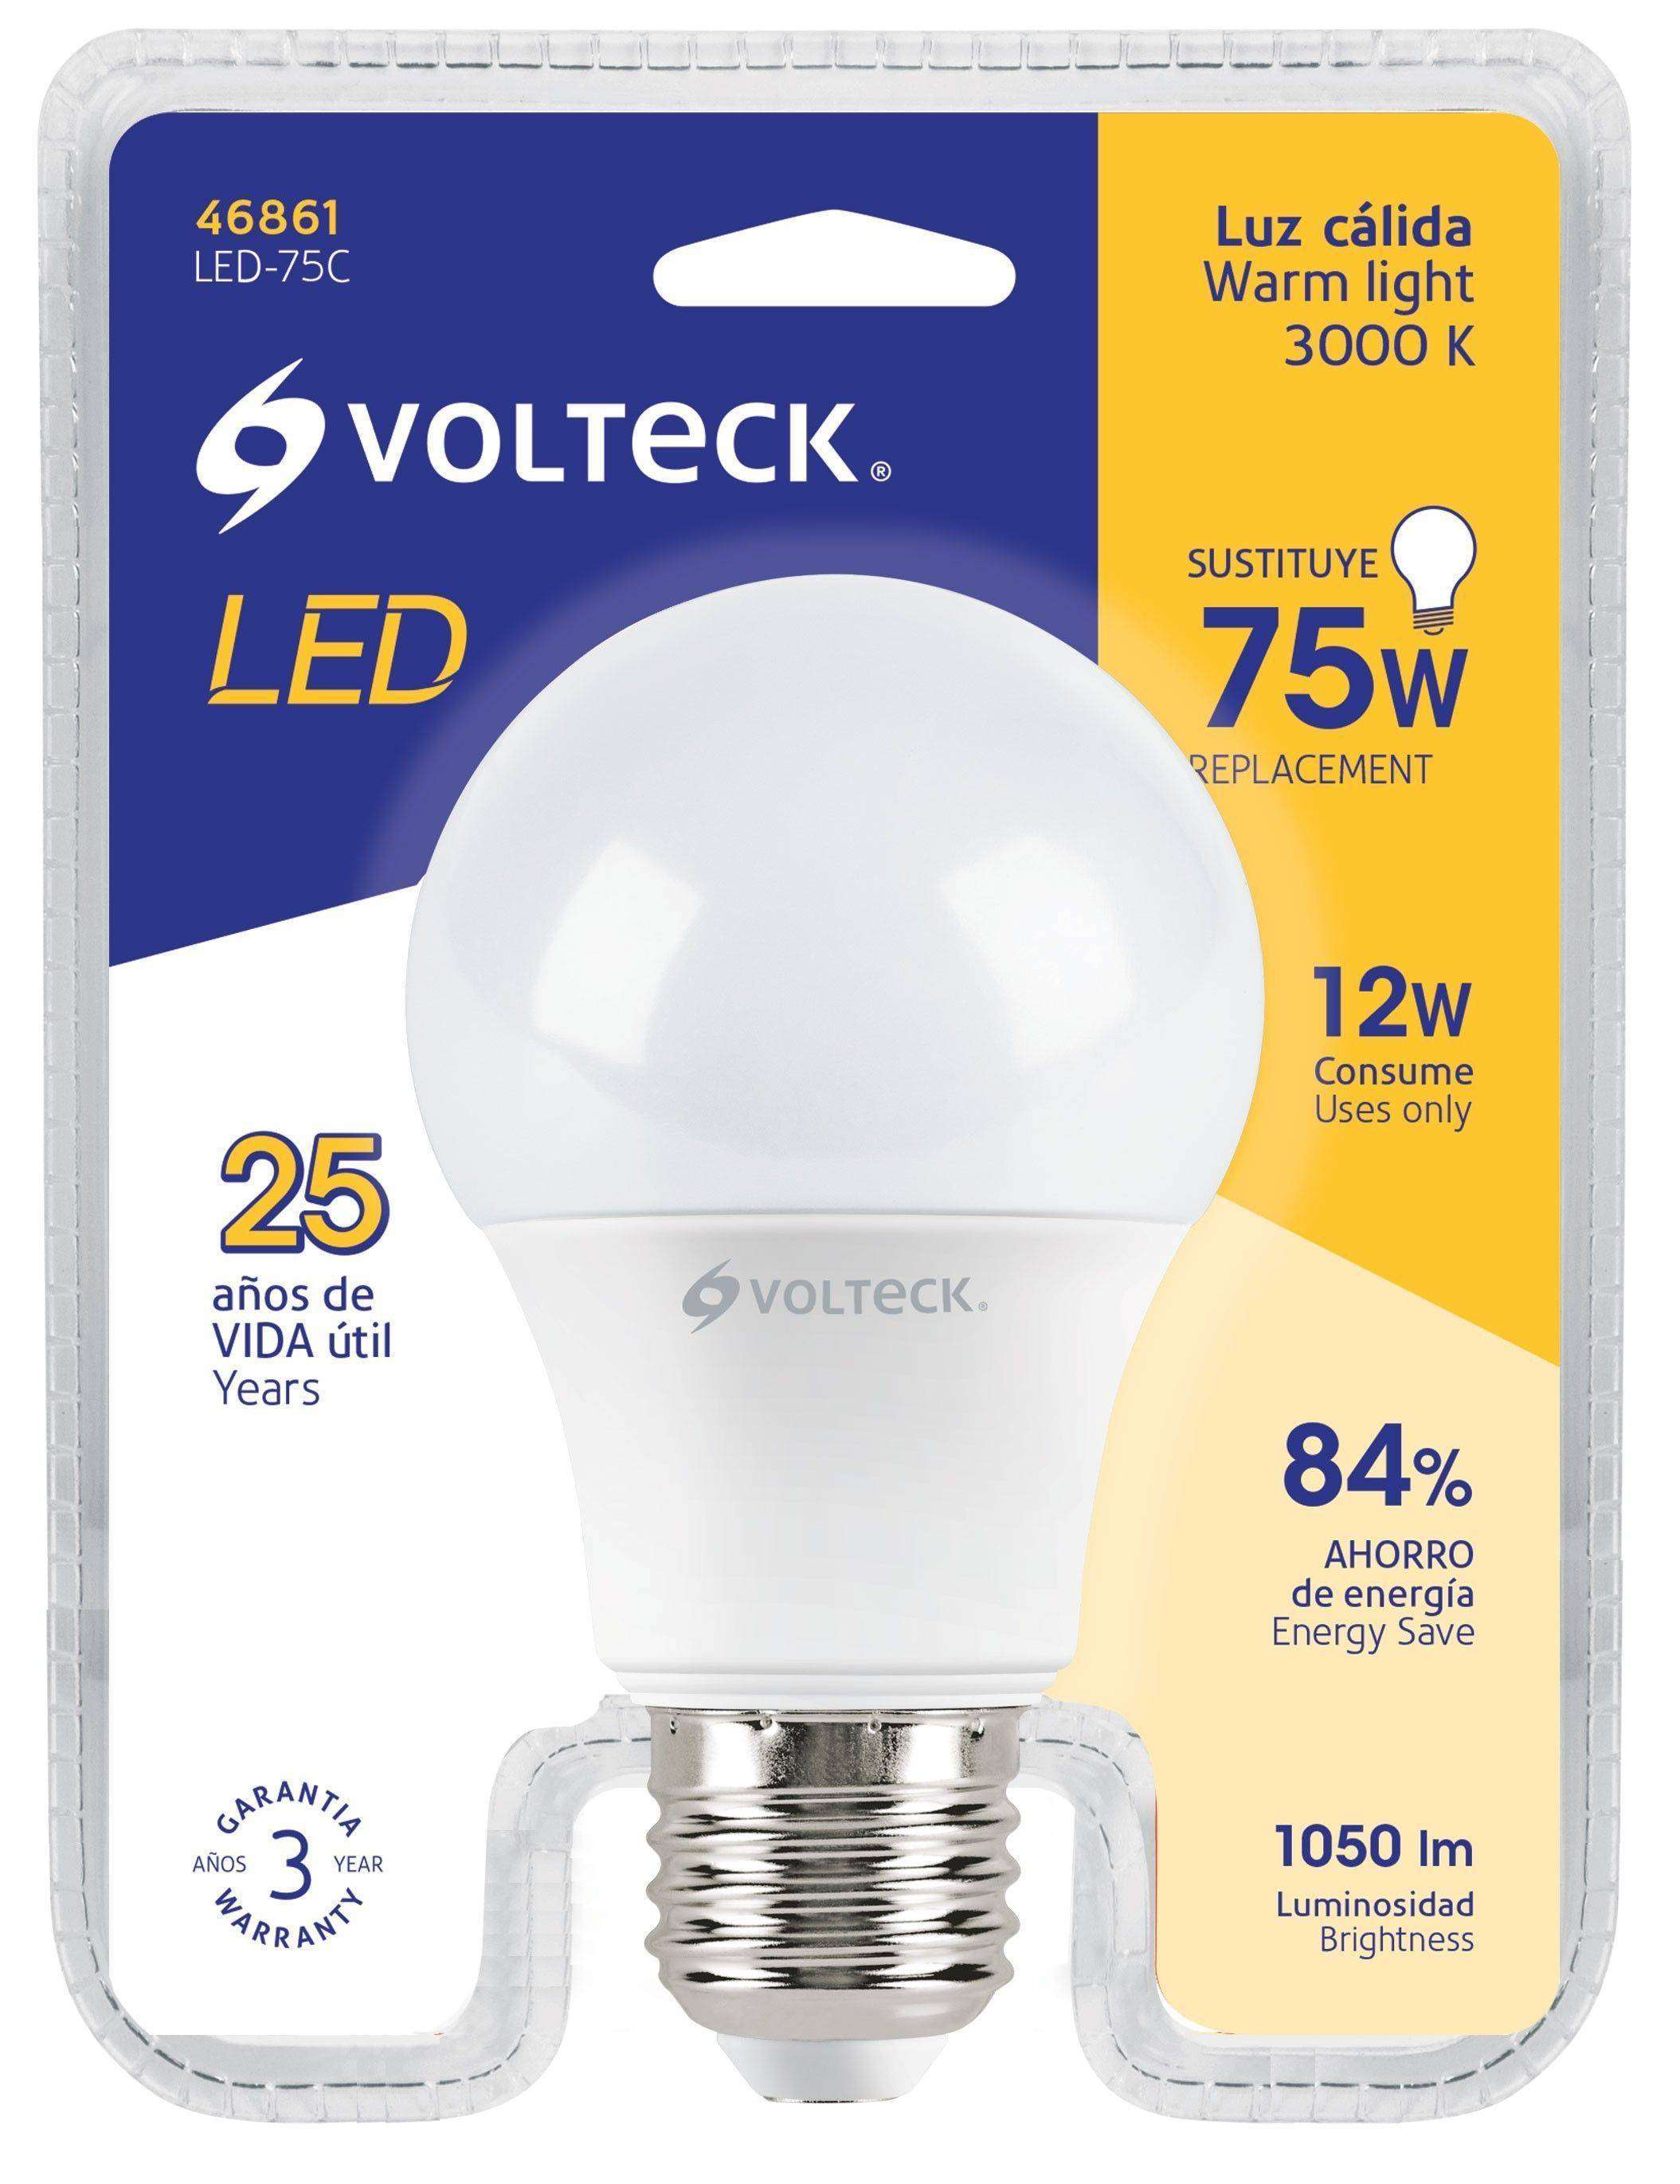 46861
LED-75C
VOLTECK®
LED
Luz cálida
Warm light
3000 K
SUSTITUYE
75W
REPLACEMENT
12W
Consume
Uses only
25
años de
VIDA útil
Years
VOLTECK®
84%
AHORRO
de energía
Energy Save
GARANTIA
AÑOS 3 YEAR
WARRANTY
1050 lm
Luminosidad
Brightness